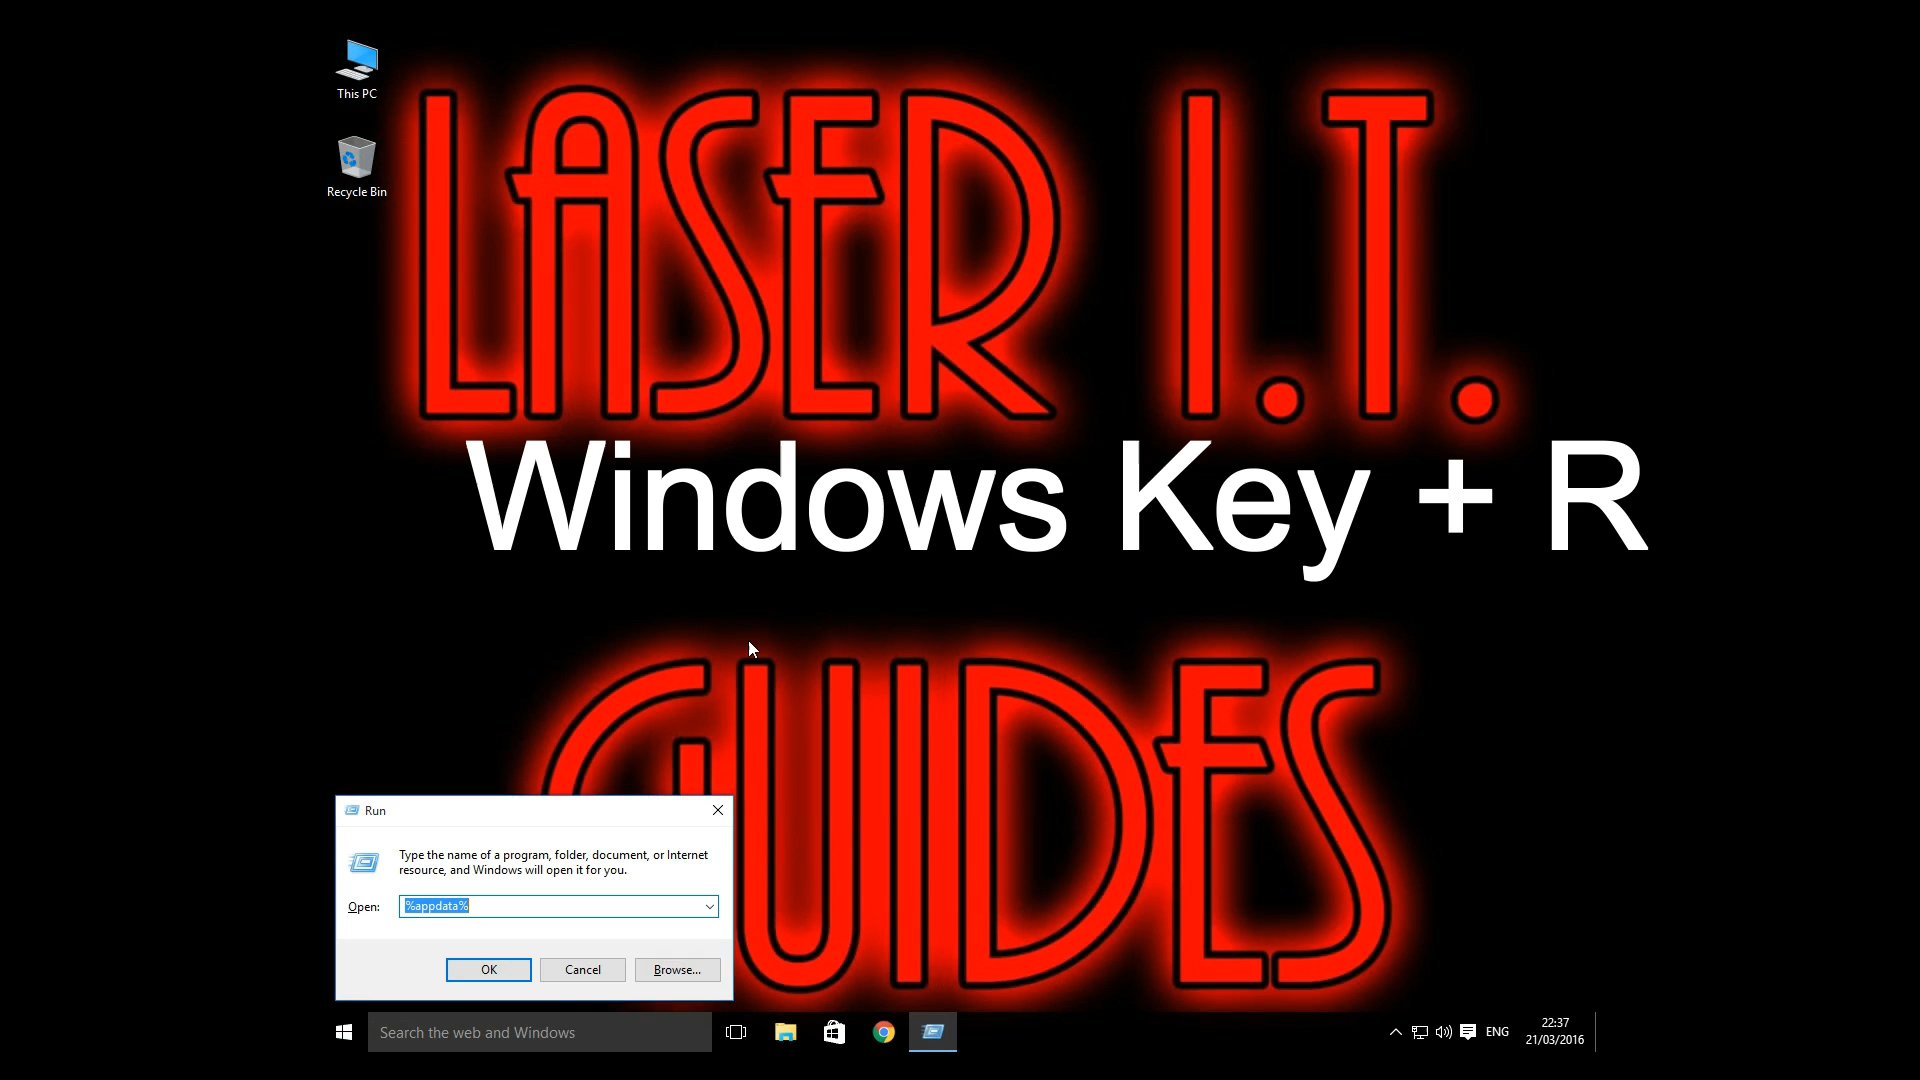 This PC
Recycle Bin
LASER I.T.
Windows Key + R
GUIDES
Run
Type the name of a program, folder, document, or Internet
resource, and Windows will open it for you.
Open: %appdata%
OK Cancel Browse...
Search the web and Windows
ENG
22:37
21/03/2016